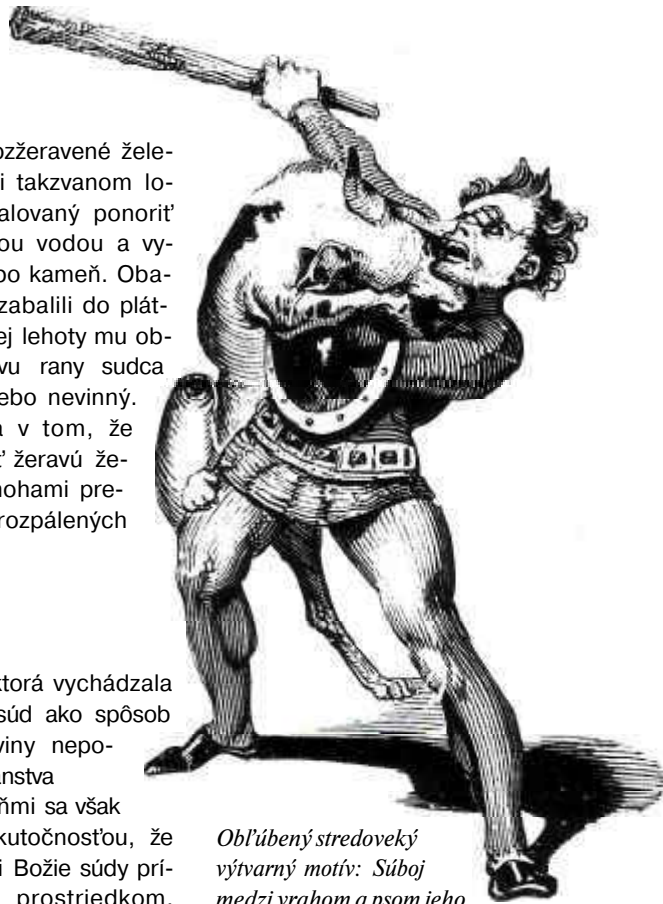 ozžeravené žele-
i takzvanom lo-
alovaný ponoriť
ou vodou a vy-
bo kameň. Oba-
zabalili do plát-
ej lehoty mu ob-
vu rany sudca
ebo nevinný.
a v tom, že
ť žeravú že-
nohami pre-
rozpálených
ktorá vychádzala
súd ako spôsob
viny nepo-
anstva
ňmi sa však
kutočnosťou, že
i Božie súdy prí-
prostriedkom.
Obľúbený stredoveký
výtvarný motív: Súboj
medzi vrahom a psom jeho